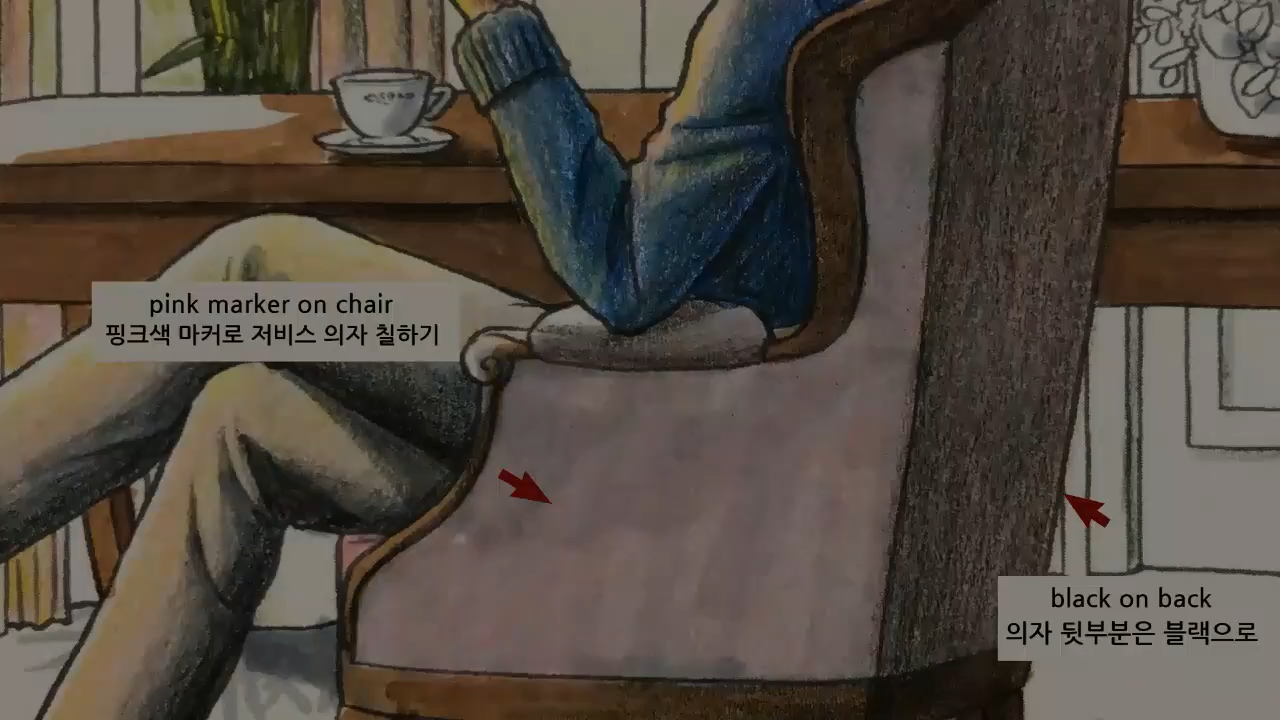 pink marker on chair
핑크색 마커로 저비스 의자 칠하기
black on back
의자 뒷부분은 블랙으로